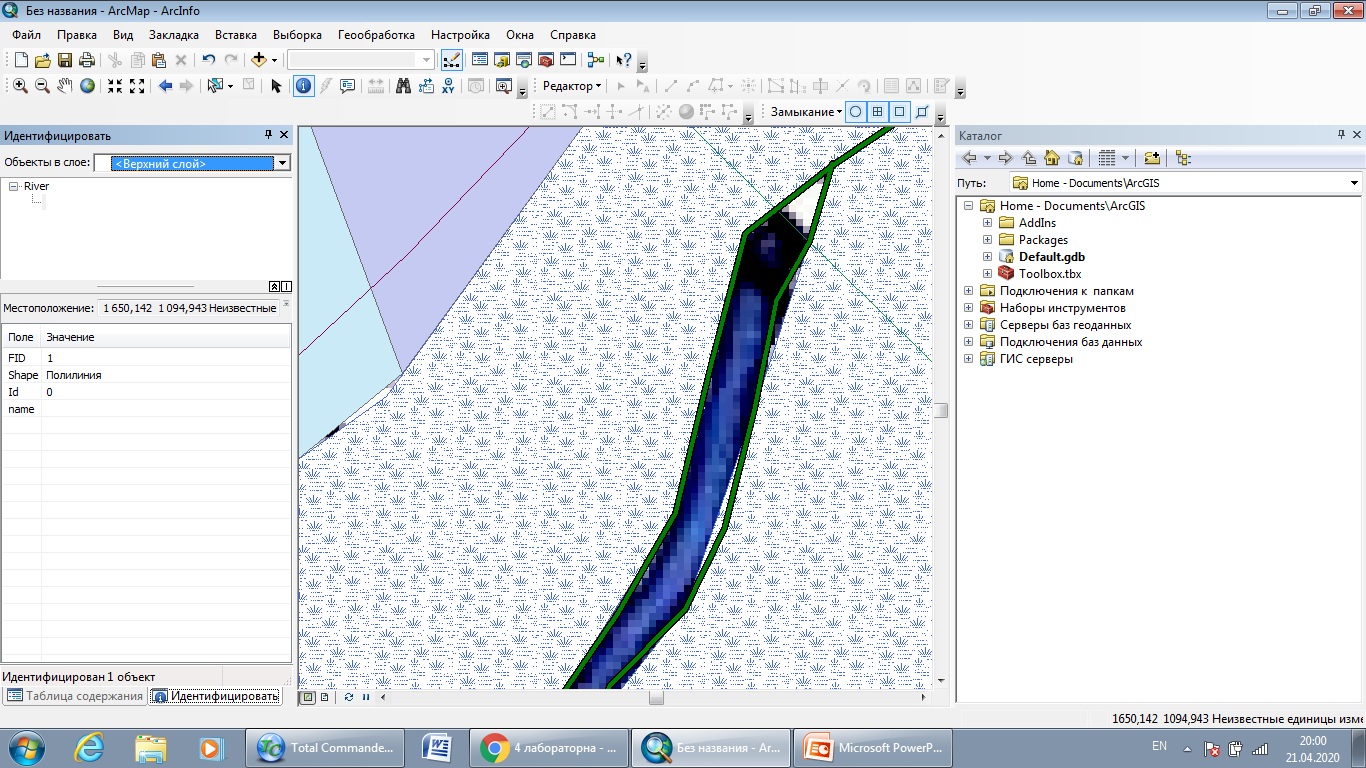 Без названия - ArcMap - ArcInfo
Файл Правка Вид Закладка Вставка Выборка Геообработка Настройка Окна Справка
Редактор
Замыкание
Идентифицировать
Объекты в слое: <Верхний слой>
River
Местоположение: 1 650,142 1 094,943 Неизвестные
Поле Значение
FID 1
Shape Полилиния
Id 0
name
Идентифицирован 1 объект
Таблица содержания Идентифицировать
Каталог
Путь: Home - Documents\ArcGIS
Home - Documents\ArcGIS
AddIns
Packages
Default.gdb
Toolbox.tbx
Подключения к папкам
Наборы инструментов
Серверы баз геоданных
Подключения баз данных
ГИС серверы
1650,142 1094,943 Неизвестные единицы изме
Total Commande... 4 лабораторна - ... Без названия - Ar... Microsoft PowerP...
EN
20:00
21.04.2020